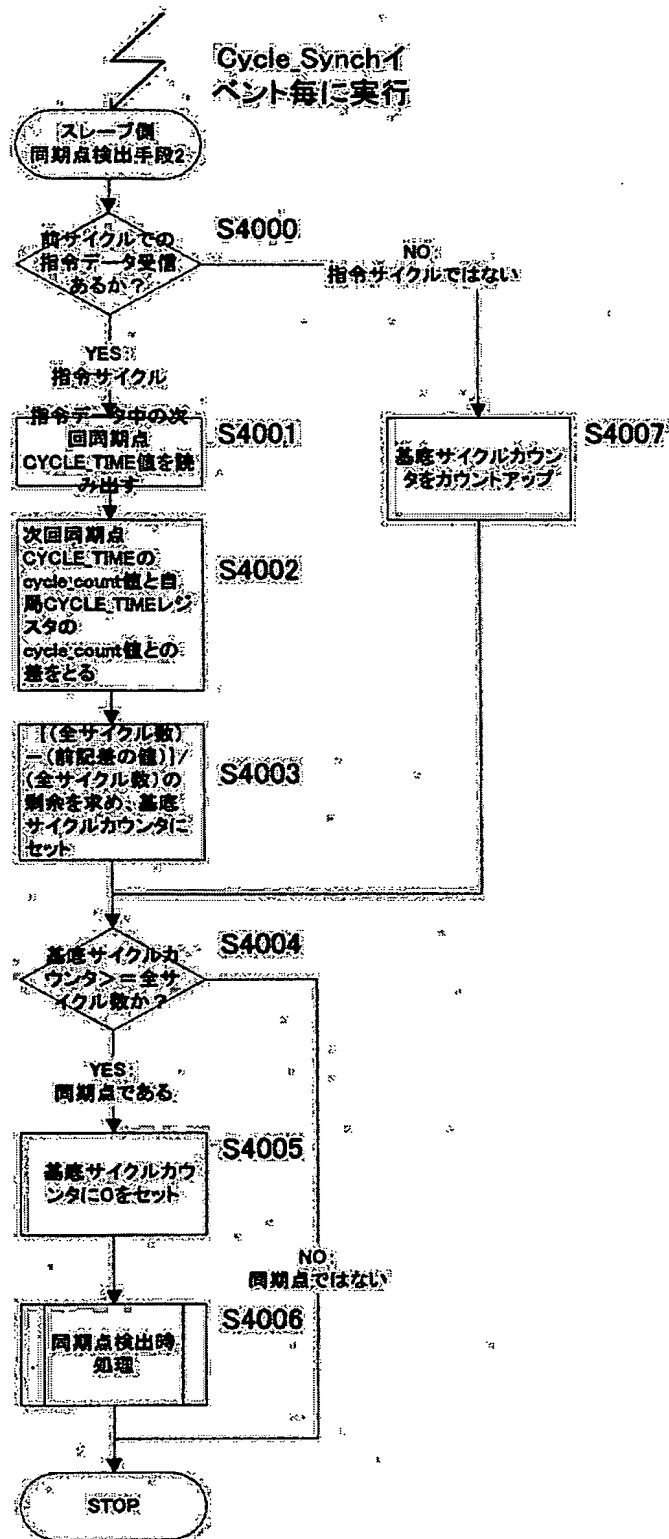 Cycle_Synchイ
ベント毎に実行
スレーブ側
同期点検出手段2
S4000
前サイクルでの
指令データ受信
あるか？
NO:
指令サイクルではない
YES:
指令サイクル
S4001
指令データ中の次
回同期点
CYCLE_TIME値を読
み出す
S4007
基底サイクルカウン
タをカウントアップ
S4002
次回同期点
CYCLE_TIMEの
cycle_count値と自
局CYCLE_TIMEレジ
スタの
cycle_count値との
差をとる
S4003
[(全サイクル数)
－(前記差の値)]/
(全サイクル数)の
剰余を求め、基底
サイクルカウンタに
セット
S4004
基底サイクルカ
ウンタ＞＝全サ
イクル数か？
YES:
同期点である
S4005
基底サイクルカウ
ンタに0をセット
NO:
同期点ではない
S4006
同期点検出時
処理
STOP